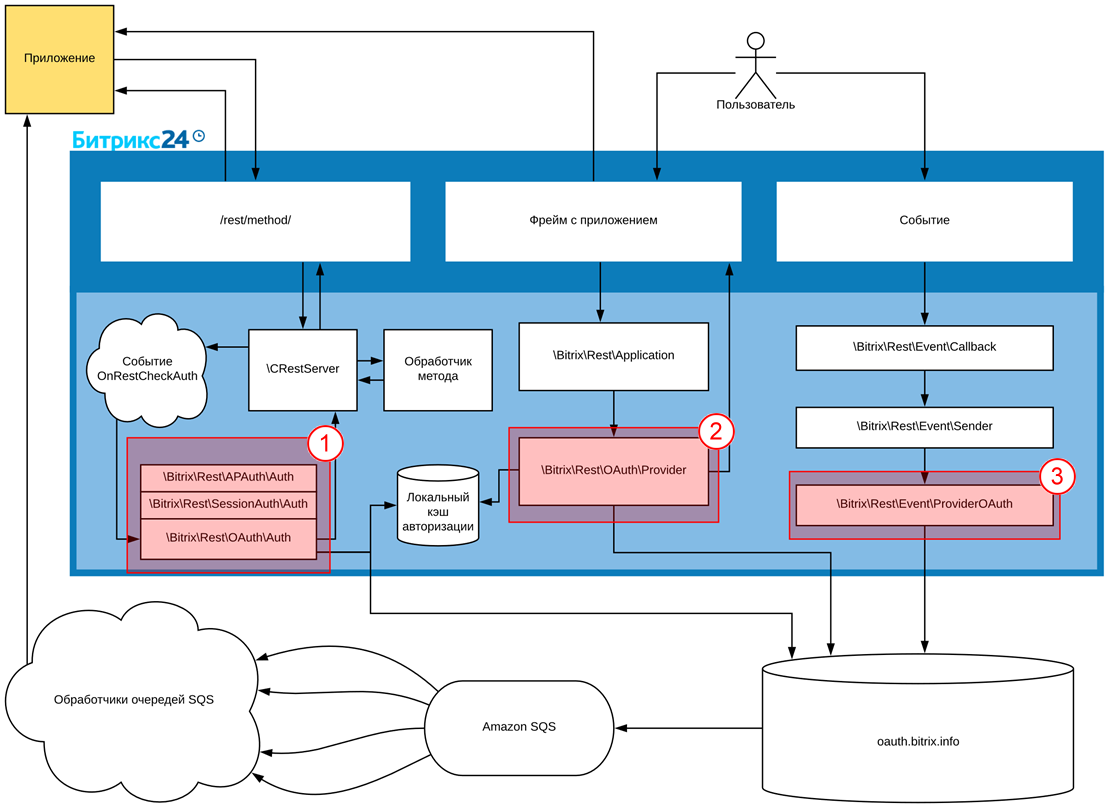 Приложение
Пользователь
Битрикс24
/rest/method/
Фрейм с приложением
Событие
Событие
OnRestCheckAuth
\CRestServer
Обработчик
метода
\Bitrix\Rest\Application
\Bitrix\Rest\Event\Callback
\Bitrix\Rest\Event\Sender
1
2
3
\Bitrix\Rest\APAuth\Auth
\Bitrix\Rest\SessionAuth\Auth
\Bitrix\Rest\OAuth\Auth
Локальный
кэш
авторизации
\Bitrix\Rest\OAuth\Provider
\Bitrix\Rest\Event\ProviderOAuth
Обработчики очередей SQS
Amazon SQS
oauth.bitrix.info